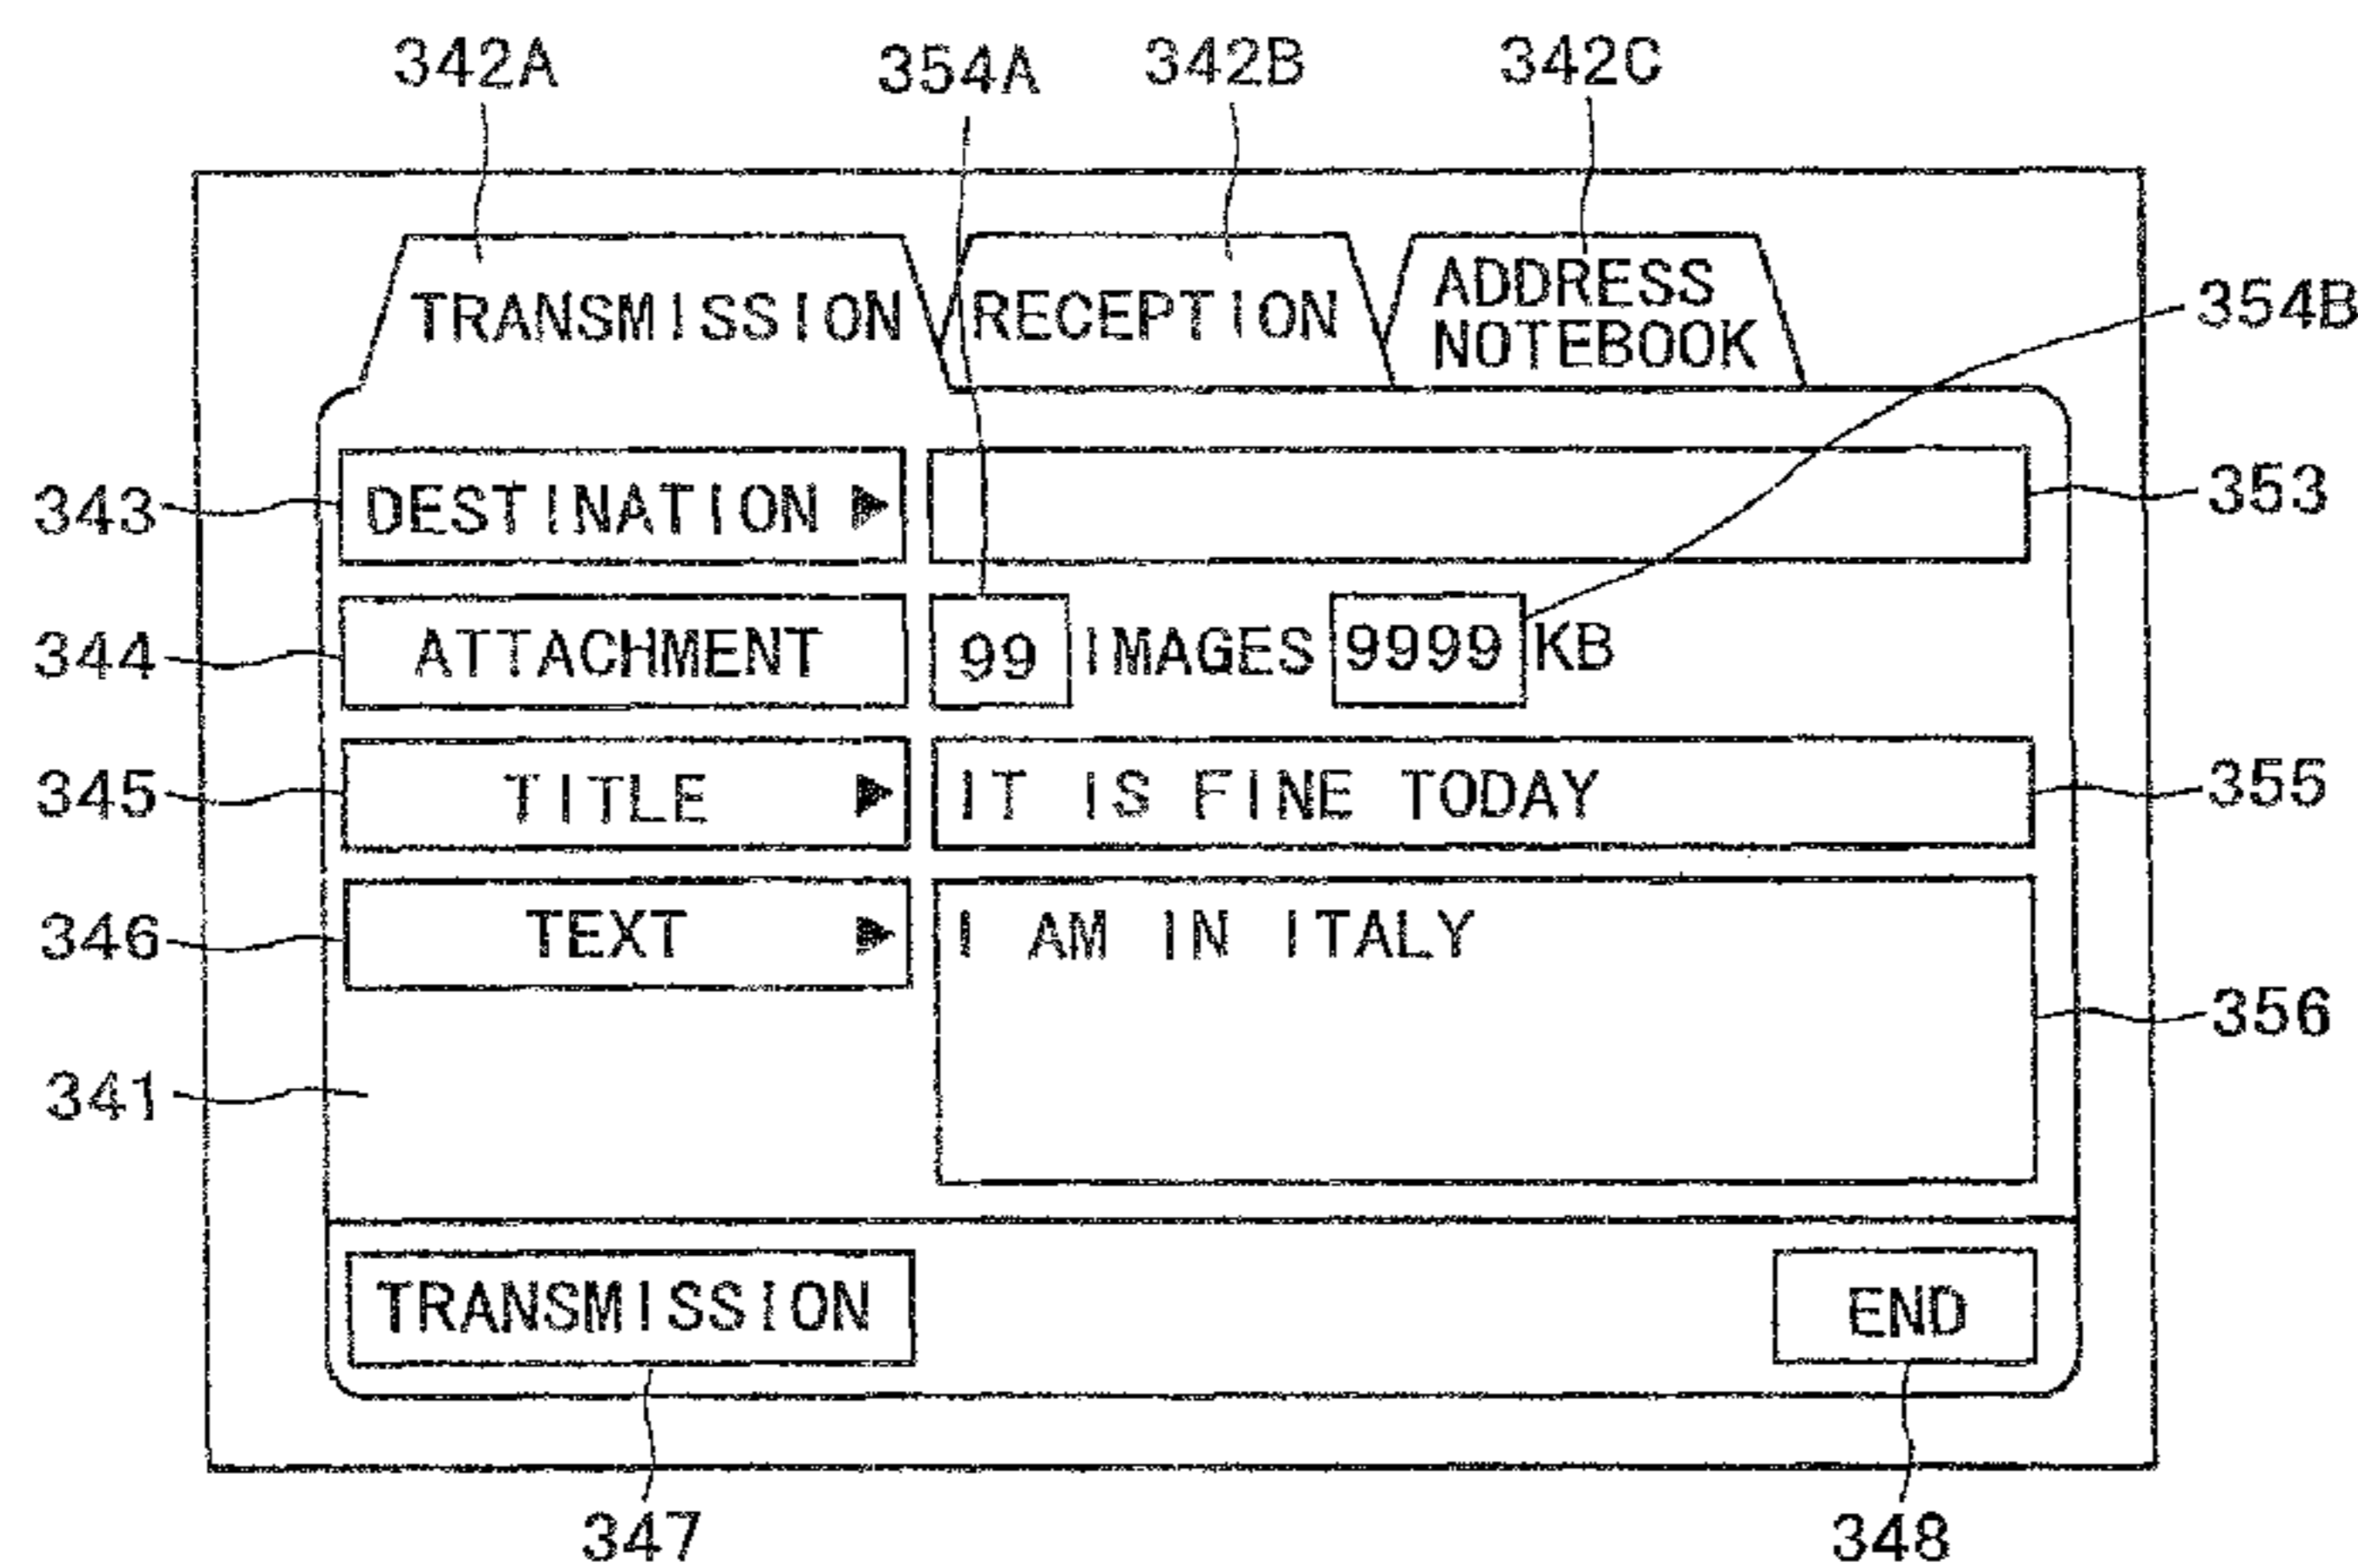 342A 354A 342B 342C
TRANSMISSION RECEPTION ADDRESS NOTEBOOK
354B
343 DESTINATION ▶ 353
344 ATTACHMENT 99 IMAGES 9999 KB
345 TITLE ▶ IT IS FINE TODAY 355
346 TEXT ▶ I AM IN ITALY
356
341
TRANSMISSION END
347 348